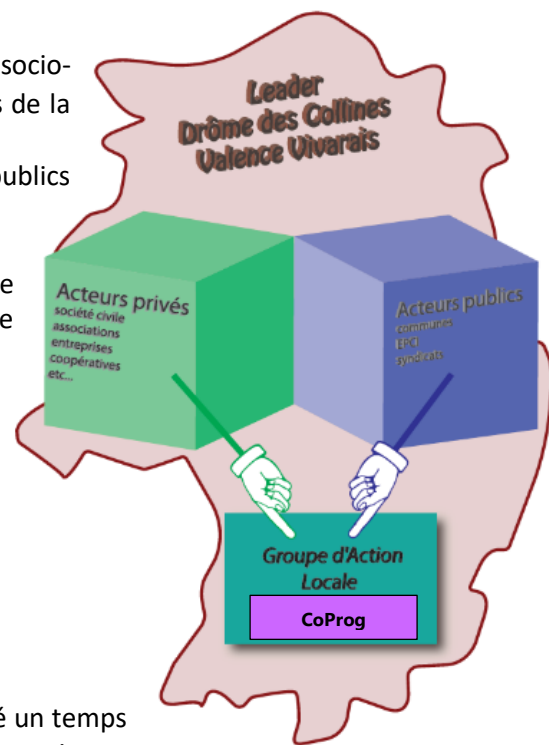 socio-
s de la
publics
e
e
Leader
Drôme des Collines
Valence Vivarais
Acteurs privés
société civile
associations
entreprises
coopératives
etc...
Acteurs publics
communes
EPCI
syndicats
Groupe d'Action
Locale
CoProg
é un temps